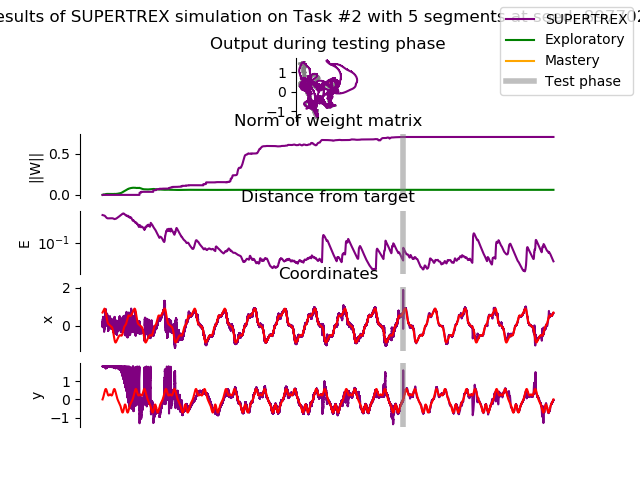 esults of SUPERTREX simulation on Task #2 with 5 segments at seed
SUPERTREX
Exploratory
Mastery
Test phase
Output during testing phase
1
0
−1
Norm of weight matrix
||W||
0.5
0.0
Distance from target
E
10⁻¹
Coordinates
x
2
0
y
1
0
−1